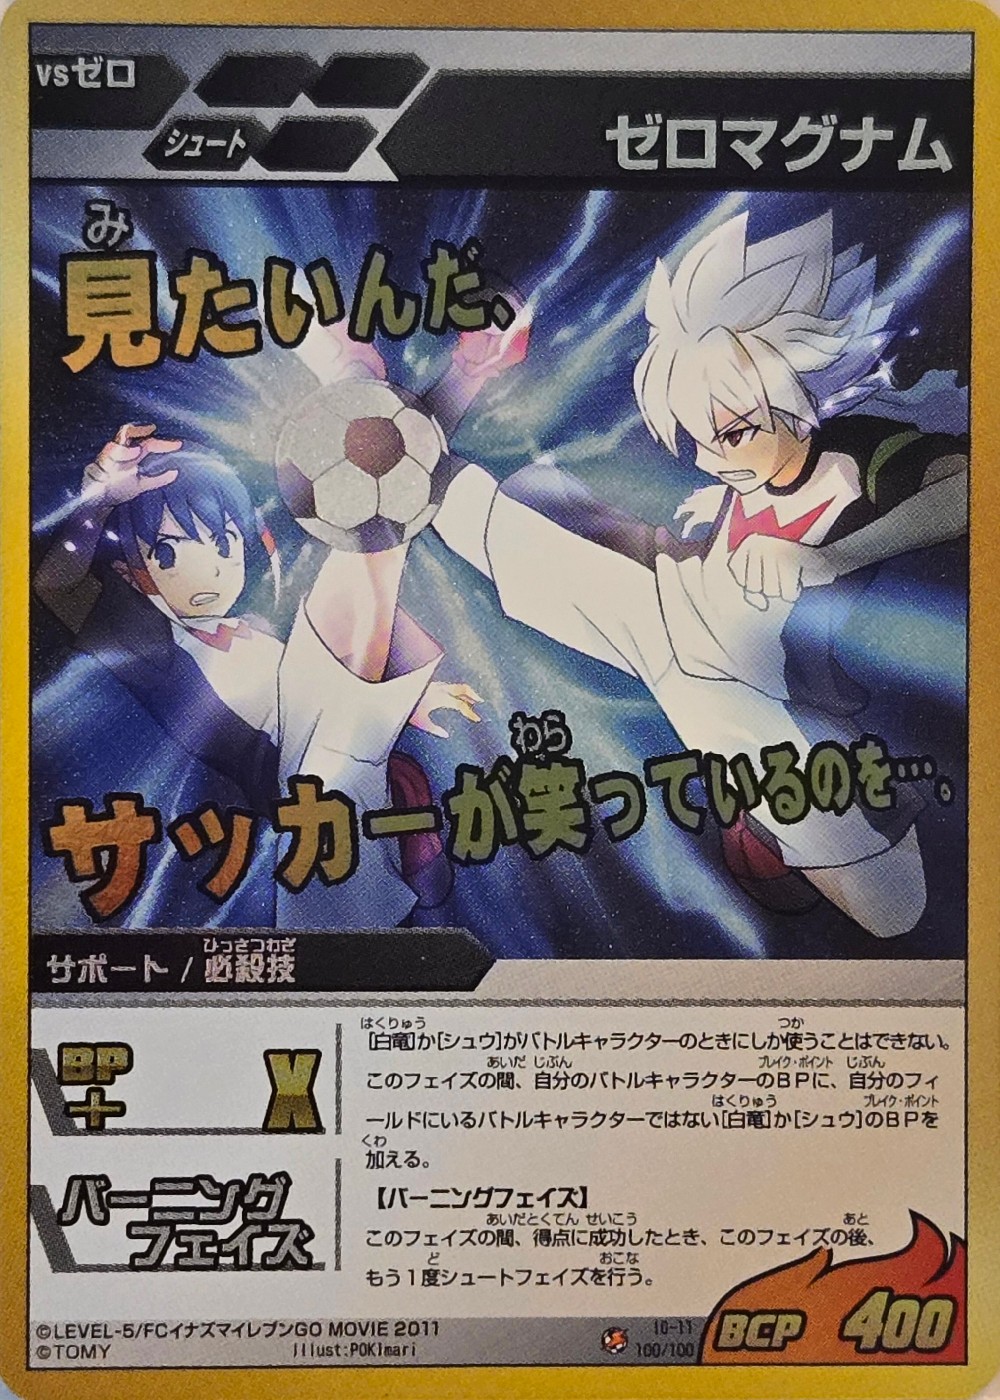 vsゼロ
シュート
ゼロマグナム
み
見たいんだ、
わら
サッカーが笑っているのを…。
ひっさつわざ
サポート / 必殺技
BP
+
X
はくりゅう つか
[白竜]か[シュウ]がバトルキャラクターのときにしか使うことはできない。
あいだ じぶん ブレイク・ポイント じぶん
このフェイズの間、自分のバトルキャラクターのBPに、自分のフィ
はくりゅう ブレイク・ポイント
ールドにいるバトルキャラクターではない[白竜]か[シュウ]のBPを
くわ
加える。
バーニング
フェイズ
【バーニングフェイズ】
あいだ とくてん せいこう あと
このフェイズの間、得点に成功したとき、このフェイズの後、
ど おこな
もう1度シュートフェイズを行う。
BCP 400
©LEVEL-5/FCイナズマイレブンGO MOVIE 2011
©TOMY Illust:POKImari
IG-11
100/100